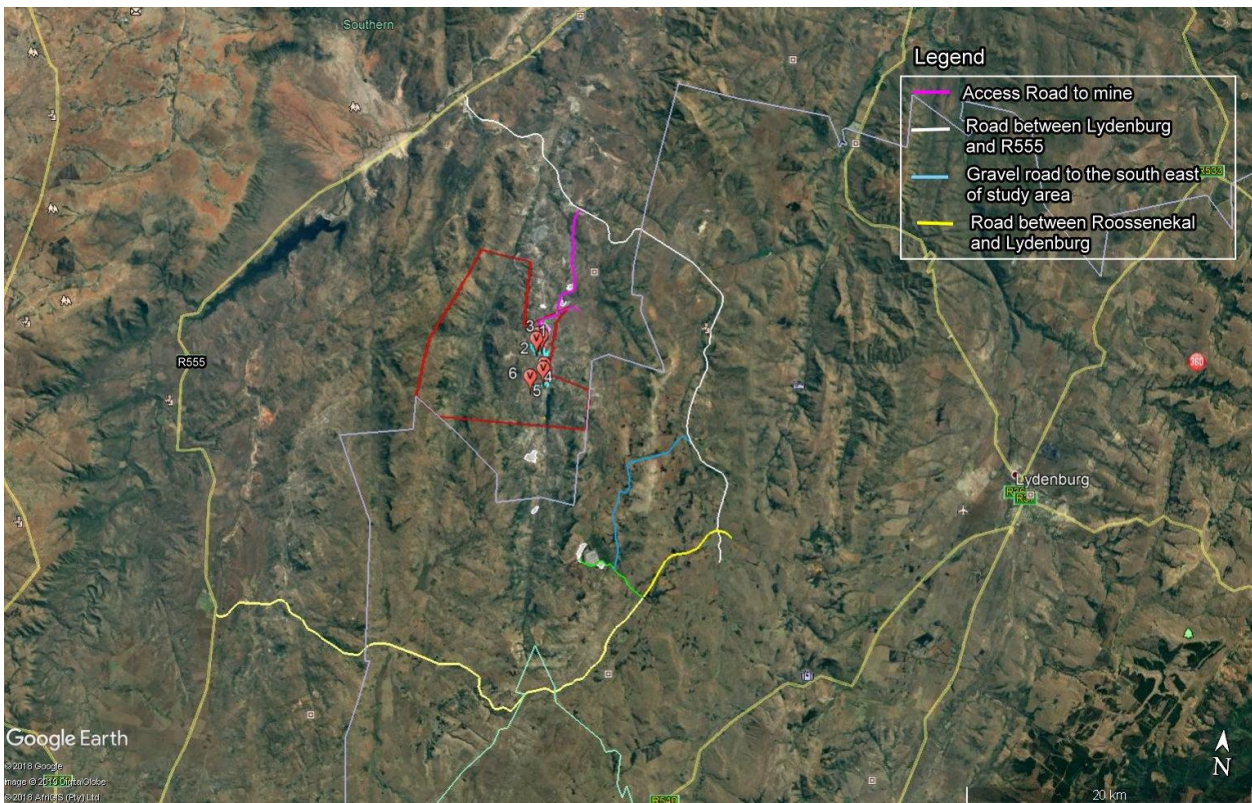 Southern
Legend
Access Road to mine
Road between Lydenburg
and R555
Gravel road to the south east
of study area
Road between Roossenekal
and Lydenburg
R533
R555
3
1
2
4
6
5
Lydenburg
Google Earth
©2018 Google
Image © 2019 DigitalGlobe
©2018 AfriGIS (Pty) Ltd
R540
20 km
N
360